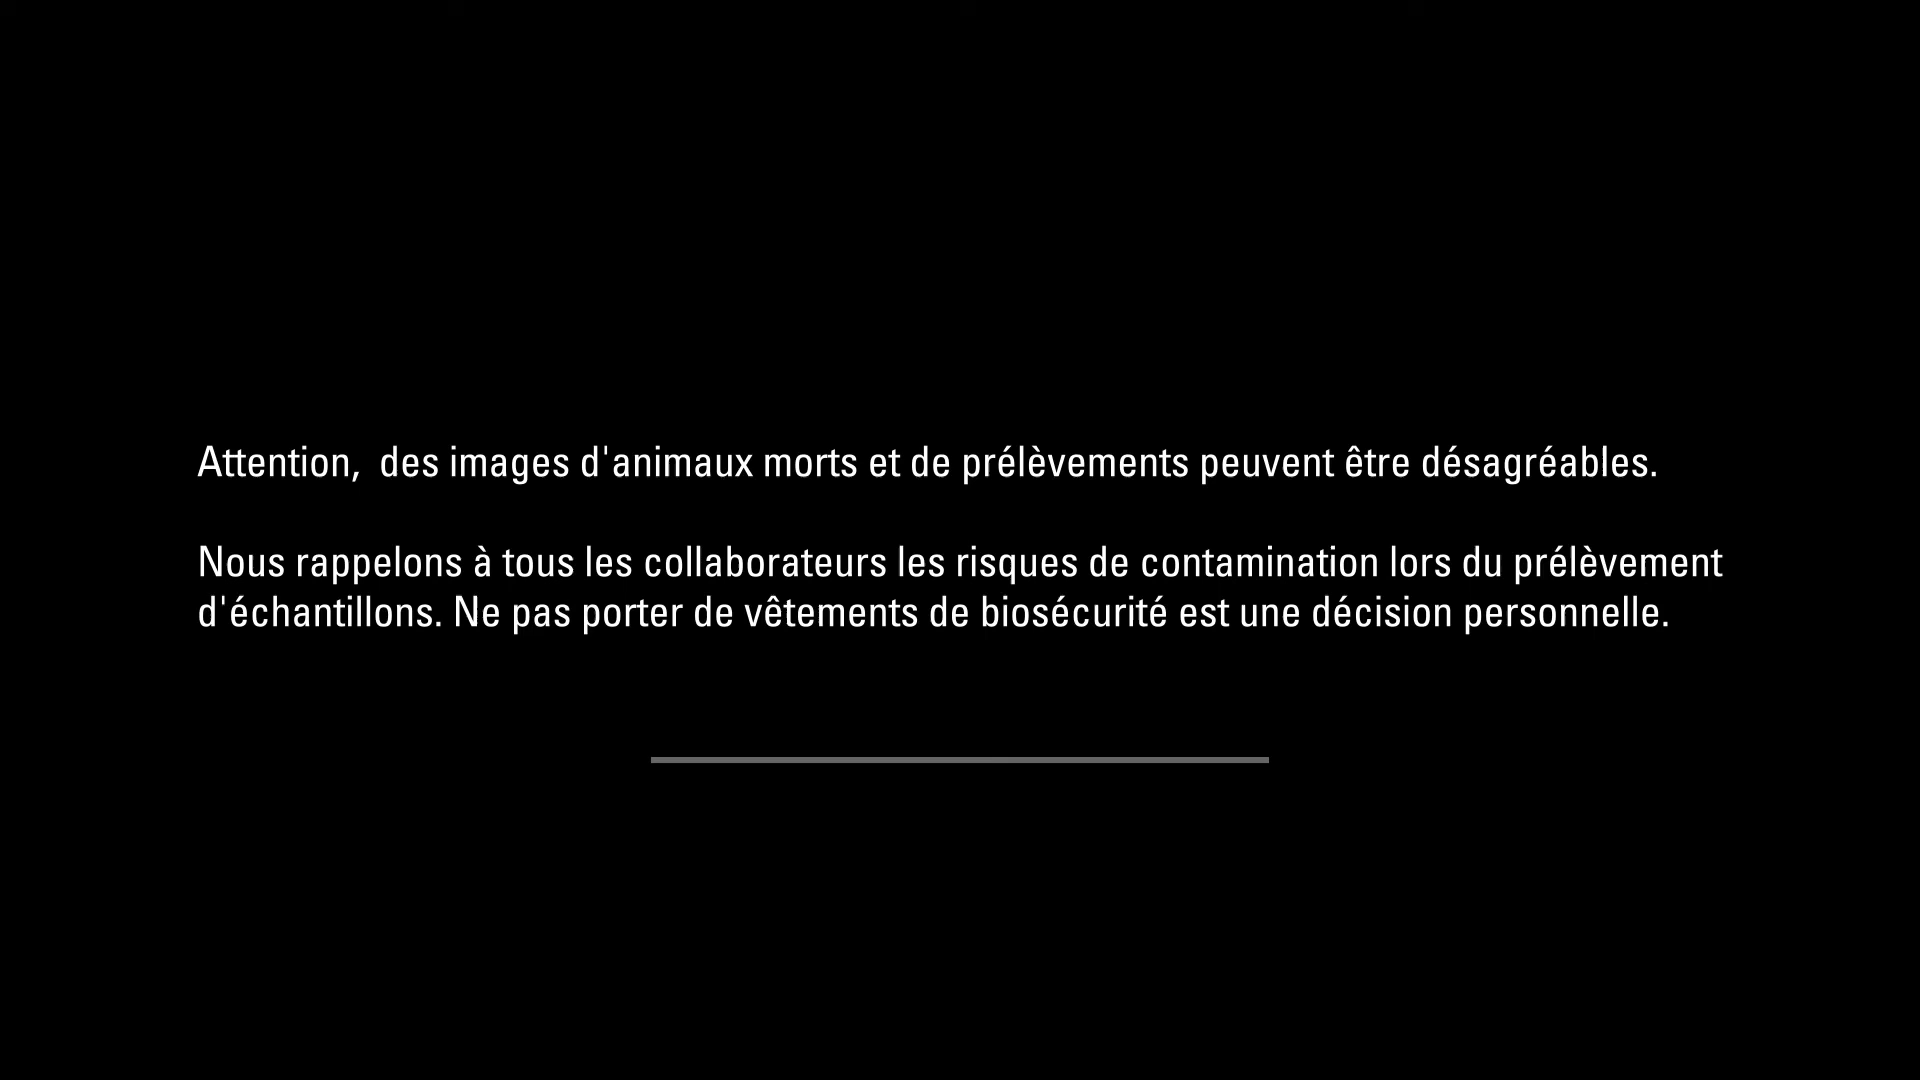 Attention,  des images d'animaux morts et de prélèvements peuvent être désagréables.
Nous rappelons à tous les collaborateurs les risques de contamination lors du prélèvement
d'échantillons. Ne pas porter de vêtements de biosécurité est une décision personnelle.